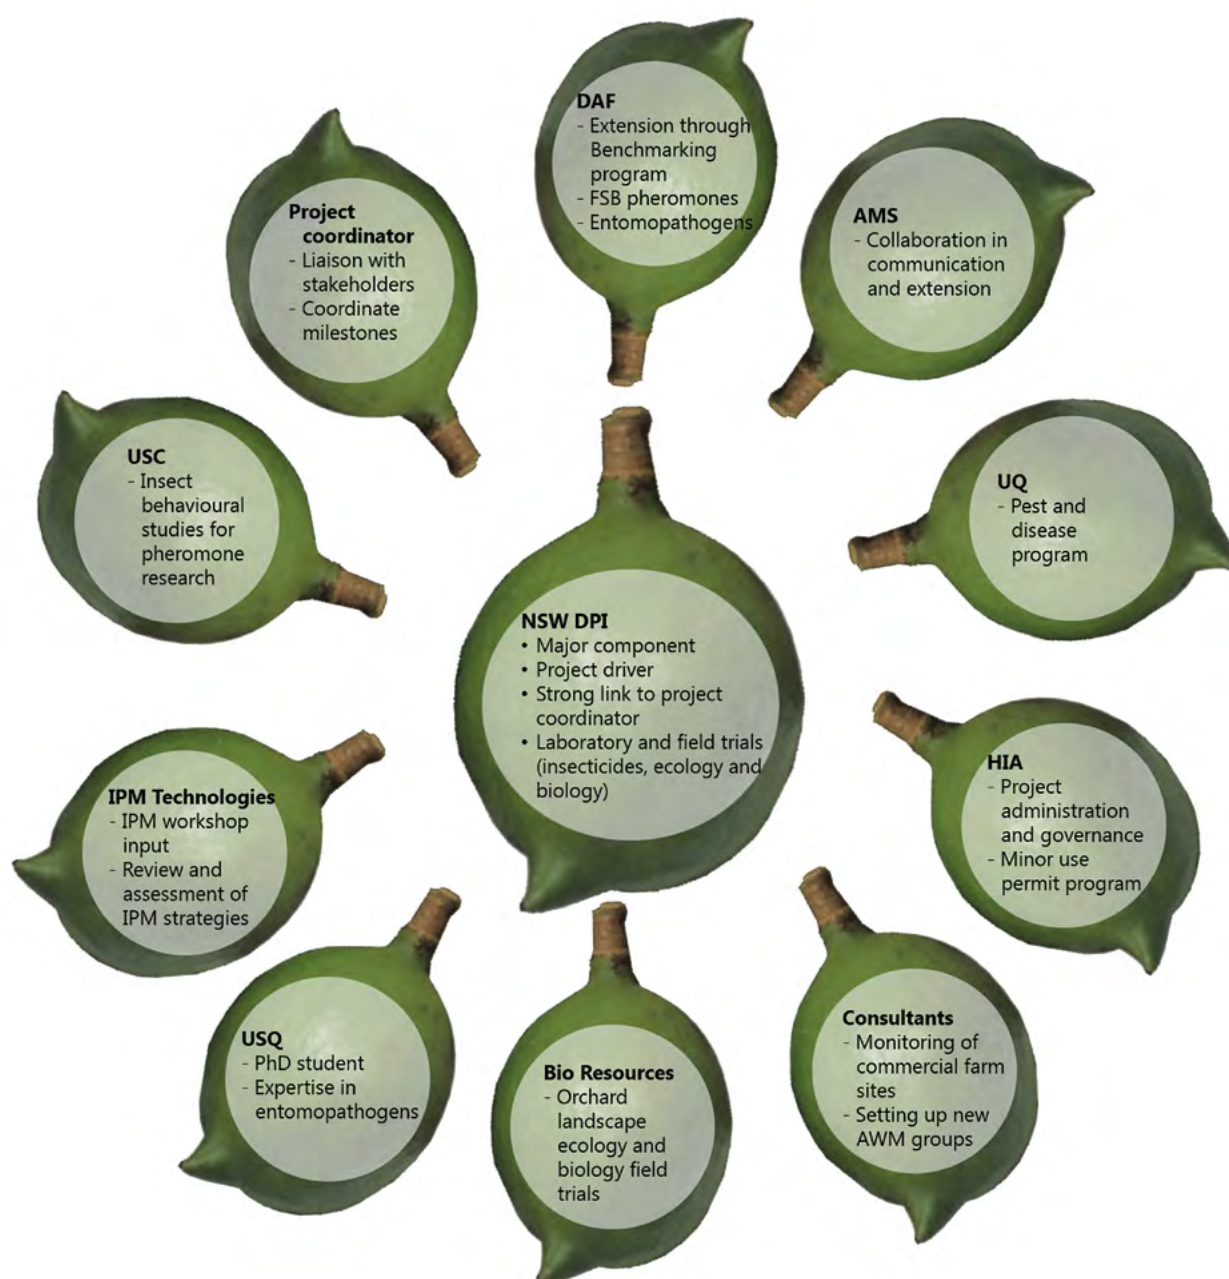 DAF
- Extension through
Benchmarking
program
- FSB pheromones
- Entomopathogens
Project
coordinator
- Liaison with
stakeholders
- Coordinate
milestones
AMS
- Collaboration in
communication
and extension
USC
- Insect
behavioural
studies for
pheromone
research
UQ
- Pest and
disease
program
NSW DPI
• Major component
• Project driver
• Strong link to project
coordinator
• Laboratory and field trials
(insecticides, ecology and
biology)
IPM Technologies
- IPM workshop
input
- Review and
assessment of
IPM strategies
HIA
- Project
administration
and governance
- Minor use
permit program
USQ
- PhD student
- Expertise in
entomopathogens
Bio Resources
- Orchard
landscape
ecology and
biology field
trials
Consultants
- Monitoring of
commercial farm
sites
- Setting up new
AWM groups